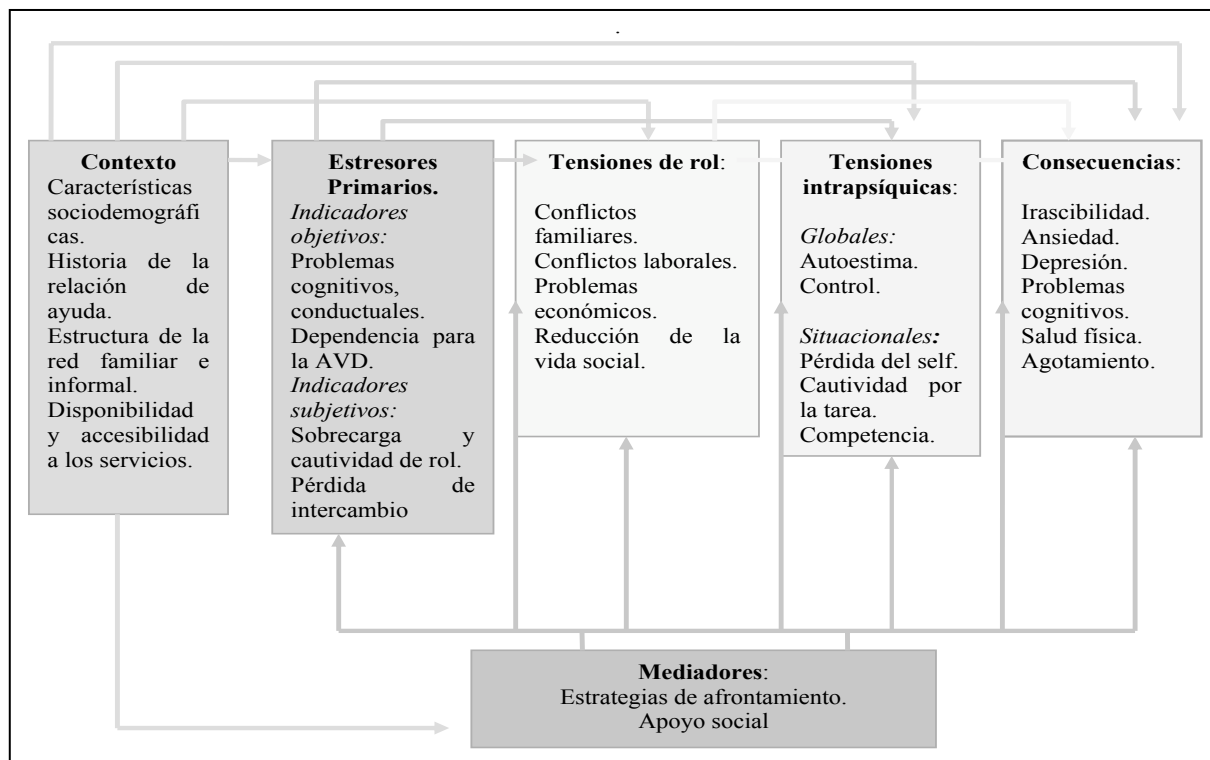 Contexto
Características
sociodemográfi
cas.
Historia de la
relación de
ayuda.
Estructura de la
red familiar e
informal.
Disponibilidad
y accesibilidad
a los servicios.
Estresores
Primarios.
Indicadores
objetivos:
Problemas
cognitivos,
conductuales.
Dependencia para
la AVD.
Indicadores
subjetivos:
Sobrecarga y
cautividad de rol.
Pérdida de
intercambio
Tensiones de rol:
Conflictos
familiares.
Conflictos laborales.
Problemas
económicos.
Reducción de la
vida social.
Tensiones
intrapsíquicas:
Globales:
Autoestima.
Control.
Situacionales:
Pérdida del self.
Cautividad por
la tarea.
Competencia.
Consecuencias:
Irascibilidad.
Ansiedad.
Depresión.
Problemas
cognitivos.
Salud física.
Agotamiento.
Mediadores:
Estrategias de afrontamiento.
Apoyo social